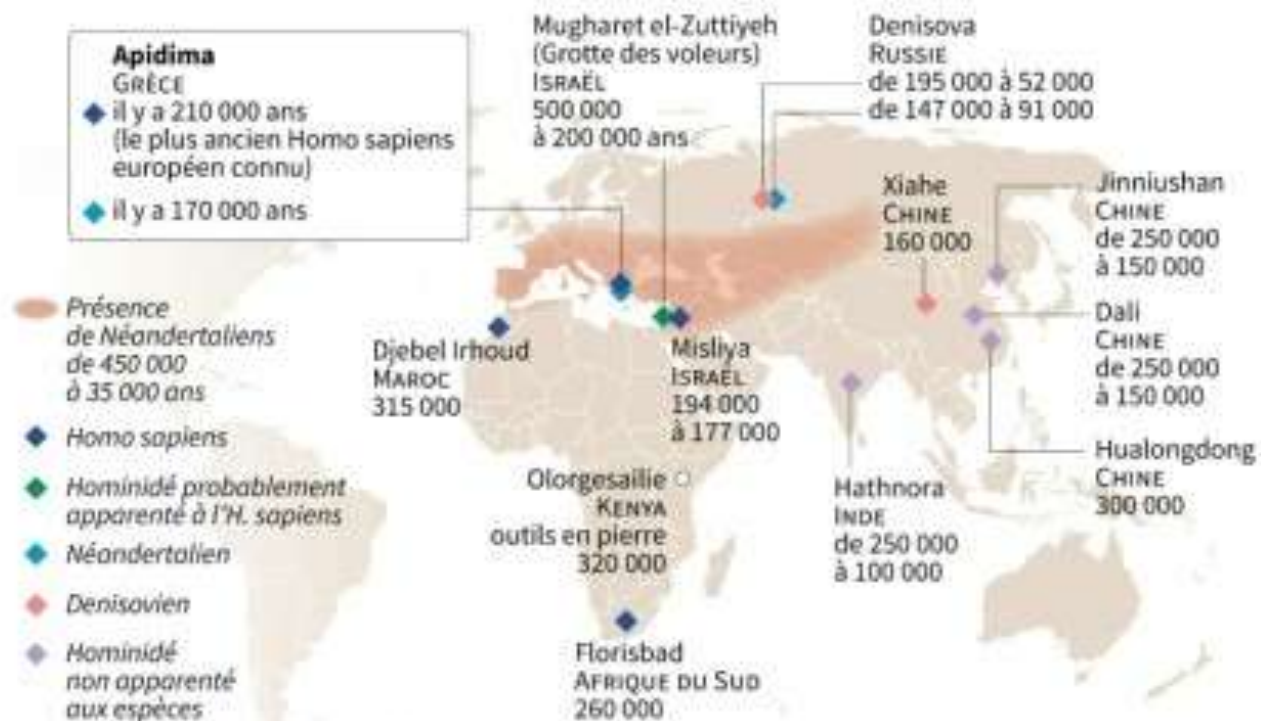 Apidima
GRÈCE
il y a 210 000 ans
(le plus ancien Homo sapiens
européen connu)
il y a 170 000 ans
Mugharet el-Zuttiyeh
(Grotte des voleurs)
ISRAËL
500 000
à 200 000 ans
Denisova
RUSSIE
de 195 000 à 52 000
de 147 000 à 91 000
Xiahe
CHINE
160 000
Jinniushan
CHINE
de 250 000
à 150 000
Dali
CHINE
de 250 000
à 150 000
Hualongdong
CHINE
300 000
Hathnora
INDE
de 250 000
à 100 000
Djebel Irhoud
MAROC
315 000
Misliya
ISRAËL
194 000
à 177 000
Olorgesailie
KENYA
outils en pierre
320 000
Florisbad
AFRIQUE DU SUD
260 000
Présence
de Néandertaliens
de 450 000
à 35 000 ans
Homo sapiens
Hominidé probablement
apparenté à l'H. sapiens
Néandertalien
Denisovien
Hominidé
non apparenté
aux espèces